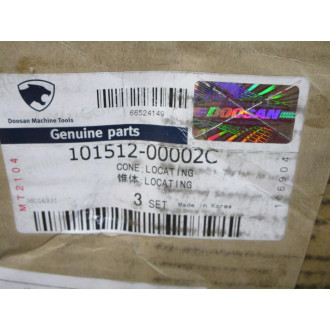 Doosan Machine Tools
66524149
DOOSAN
Genuine parts
101512-00002C
CONE;LOCATING
锥体;LOCATING
3 SET
Made in Korea
MT2104
16904